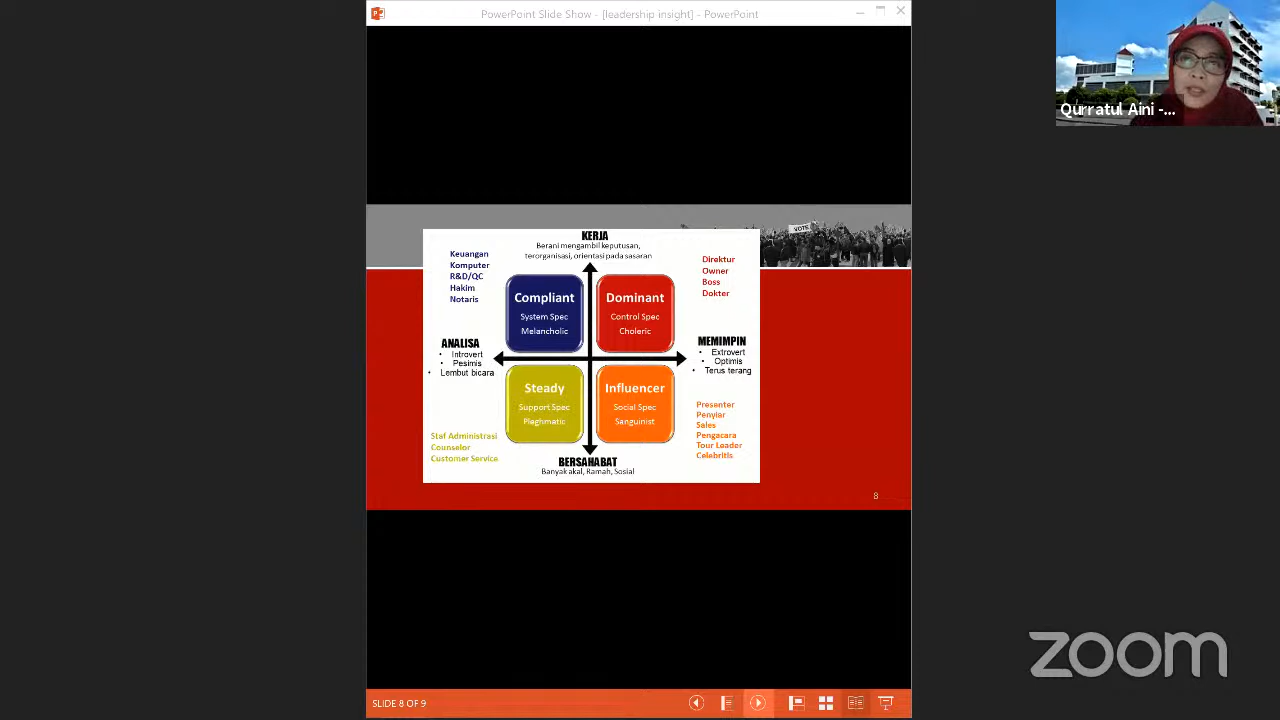 PowerPoint Slide Show - [leadership insight] - PowerPoint
Qurratul Aini -...
VOTE
KERJA
Berani mengambil keputusan,
terorganisasi, orientasi pada sasaran
Keuangan
Komputer
R&D/QC
Hakim
Notaris
Direktur
Owner
Boss
Dokter
Compliant
System Spec
Melancholic
Dominant
Control Spec
Choleric
ANALISA
• Introvert
• Pesimis
• Lembut bicara
MEMIMPIN
• Extrovert
• Optimis
• Terus terang
Steady
Support Spec
Pleghmatic
Influencer
Social Spec
Sanguinist
Staf Administrasi
Counselor
Customer Service
Presenter
Penyiar
Sales
Pengacara
Tour Leader
Celebritis
BERSAHABAT
Banyak akal, Ramah, Sosial
8
zoom
SLIDE 8 OF 9